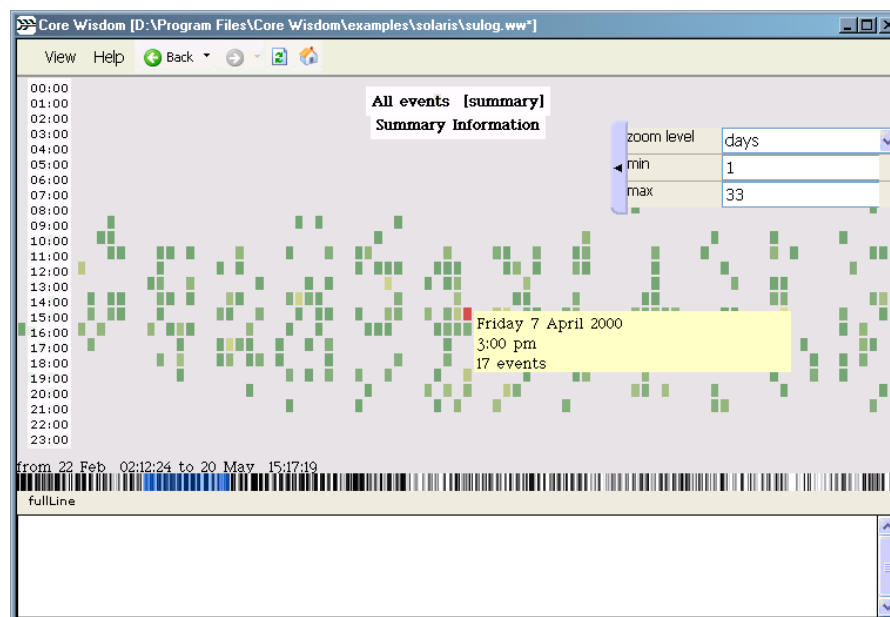 Core Wisdom [D:\Program Files\Core Wisdom\examples\solaris\sulog.ww*]
View Help Back
00:00
01:00
02:00
03:00
04:00
05:00
06:00
07:00
08:00
09:00
10:00
11:00
12:00
13:00
14:00
15:00
16:00
17:00
18:00
19:00
20:00
21:00
22:00
23:00
All events [summary]
Summary Information
zoom level days
min 1
max 33
Friday 7 April 2000
3:00 pm
17 events
from 22 Feb 02:12:24 to 20 May 15:17:19
fullLine